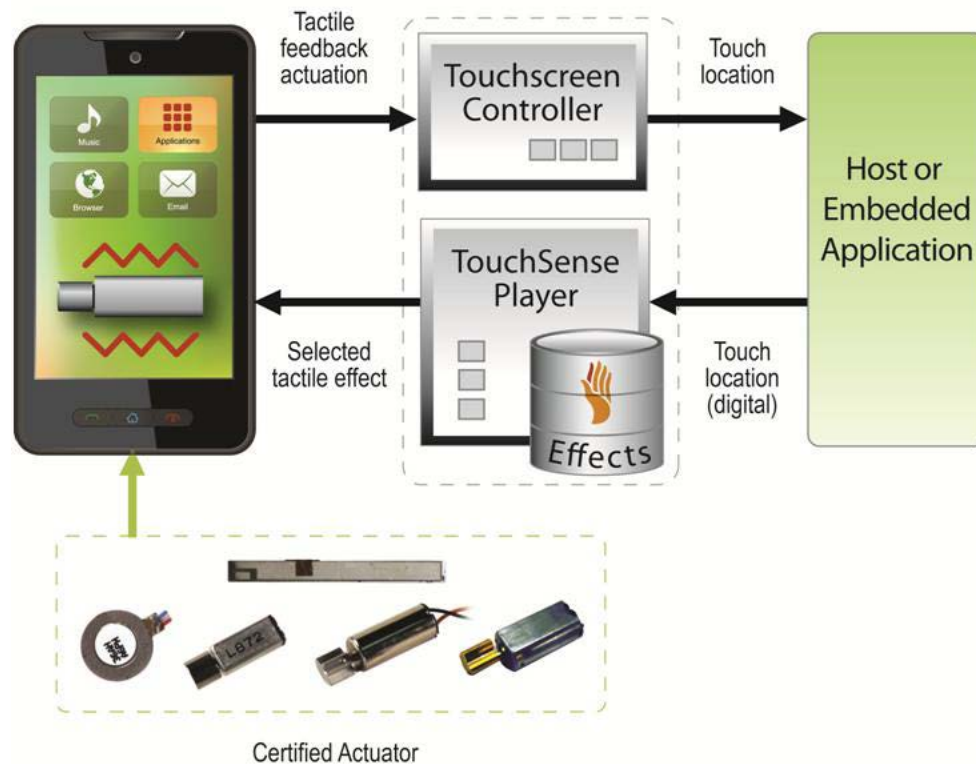 Tactile
feedback
actuation
Touchscreen
Controller
Touch
location
Host or
Embedded
Application
Music
Applications
Browser
Email
TouchSense
Player
Effects
Selected
tactile effect
Touch
location
(digital)
L872
Certified Actuator